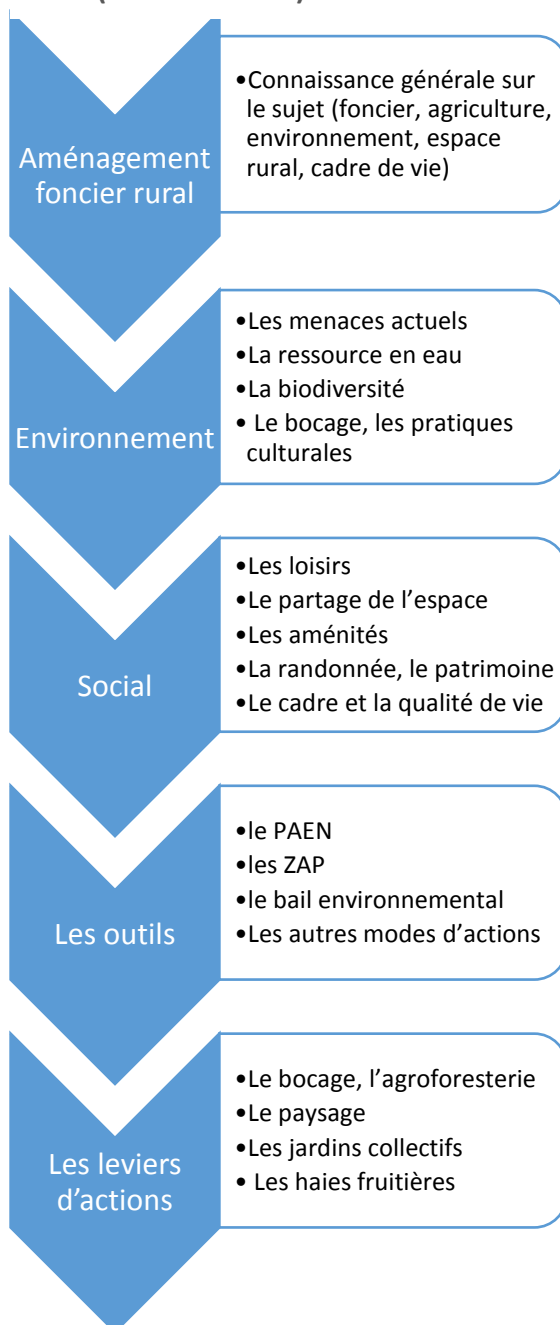 Aménagement
foncier rural
•Connaissance générale sur
le sujet (foncier, agriculture,
environnement, espace
rural, cadre de vie)
Environnement
•Les menaces actuels
•La ressource en eau
•La biodiversité
• Le bocage, les pratiques
culturales
Social
•Les loisirs
•Le partage de l’espace
•Les aménités
•La randonnée, le patrimoine
•Le cadre et la qualité de vie
Les outils
•le PAEN
•les ZAP
•le bail environnemental
•Les autres modes d’actions
Les leviers
d’actions
•Le bocage, l’agroforesterie
•Le paysage
•Les jardins collectifs
• Les haies fruitières